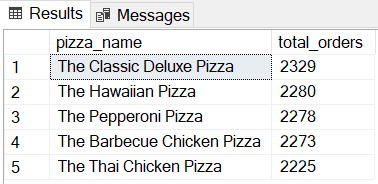 Results Messages
pizza_name total_orders
1 The Classic Deluxe Pizza 2329
2 The Hawaiian Pizza 2280
3 The Pepperoni Pizza 2278
4 The Barbecue Chicken Pizza 2273
5 The Thai Chicken Pizza 2225